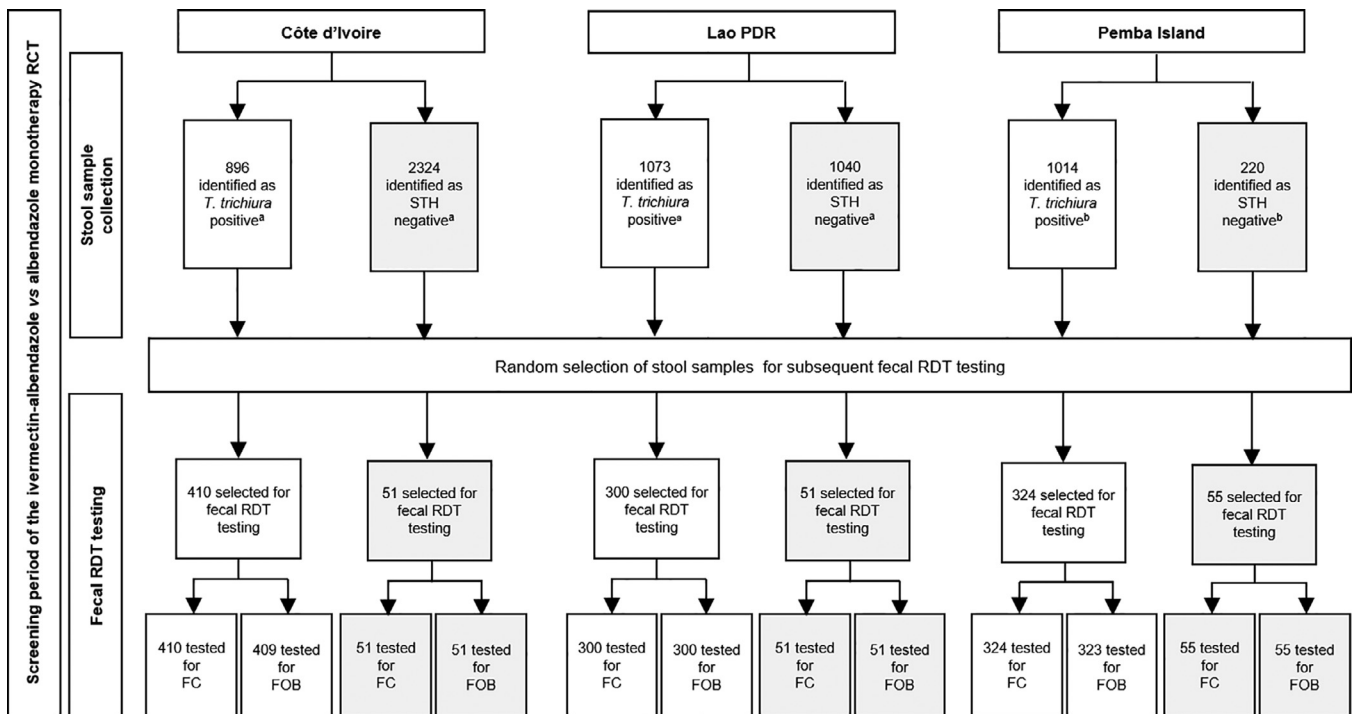 Screening period of the ivermectin-albendazole vs albendazole monotherapy RCT
Stool sample
collection
Fecal RDT testing
Côte d’Ivoire
Lao PDR
Pemba Island
896
identified as
T. trichiura
positiveᵃ
2324
identified as
STH
negativeᵃ
1073
identified as
T. trichiura
positiveᵃ
1040
identified as
STH
negativeᵃ
1014
identified as
T. trichiura
positiveᵇ
220
identified as
STH
negativeᵇ
Random selection of stool samples for subsequent fecal RDT testing
410 selected for
fecal RDT
testing
51 selected for
fecal RDT
testing
300 selected for
fecal RDT
testing
51 selected for
fecal RDT
testing
324 selected for
fecal RDT
testing
55 selected for
fecal RDT
testing
410 tested
for
FC
409 tested
for
FOB
51 tested
for
FC
51 tested
for
FOB
300 tested
for
FC
300 tested
for
FOB
51 tested
for
FC
51 tested
for
FOB
324 tested
for
FC
323 tested
for
FOB
55 tested
for
FC
55 tested
for
FOB